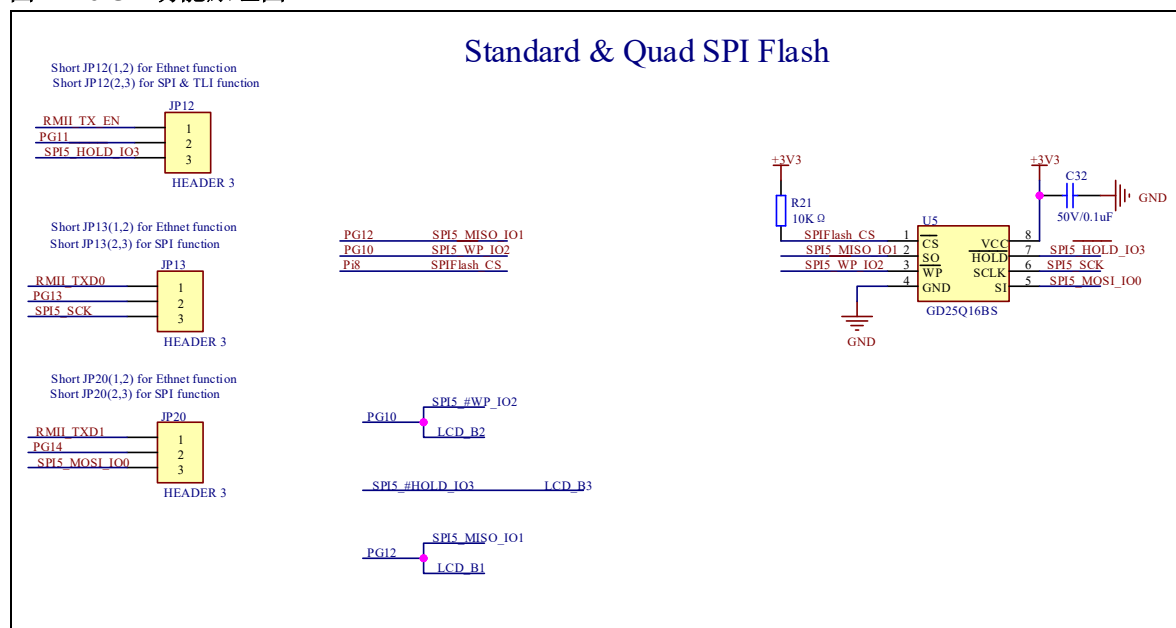 Standard & Quad SPI Flash
Short JP12(1,2) for Ethnet function
Short JP12(2,3) for SPI & TLI function
JP12
RMII_TX_EN
1
PG11
2
SPI5_HOLD_IO3
3
HEADER 3
Short JP13(1,2) for Ethnet function
Short JP13(2,3) for SPI function
JP13
RMII_TXD0
1
PG13
2
SPI5_SCK
3
HEADER 3
Short JP20(1,2) for Ethnet function
Short JP20(2,3) for SPI function
JP20
RMII_TXD1
1
PG14
2
SPI5_MOSI_IO0
3
HEADER 3
PG12 SPI5_MISO_IO1
PG10 SPI5_WP_IO2
Pi8 SPIFlash_CS
PG10
SPI5_#WP_IO2
LCD_B2
SPI5_#HOLD_IO3 LCD_B3
PG12
SPI5_MISO_IO1
LCD_B1
+3V3
R21
10KΩ
+3V3
C32
50V/0.1uF
GND
U5
SPIFlash_CS 1 CS VCC 8
SPI5_MISO_IO1 2 SO HOLD 7 SPI5_HOLD_IO3
SPI5_WP_IO2 3 WP SCLK 6 SPI5_SCK
4 GND SI 5 SPI5_MOSI_IO0
GD25Q16BS
GND